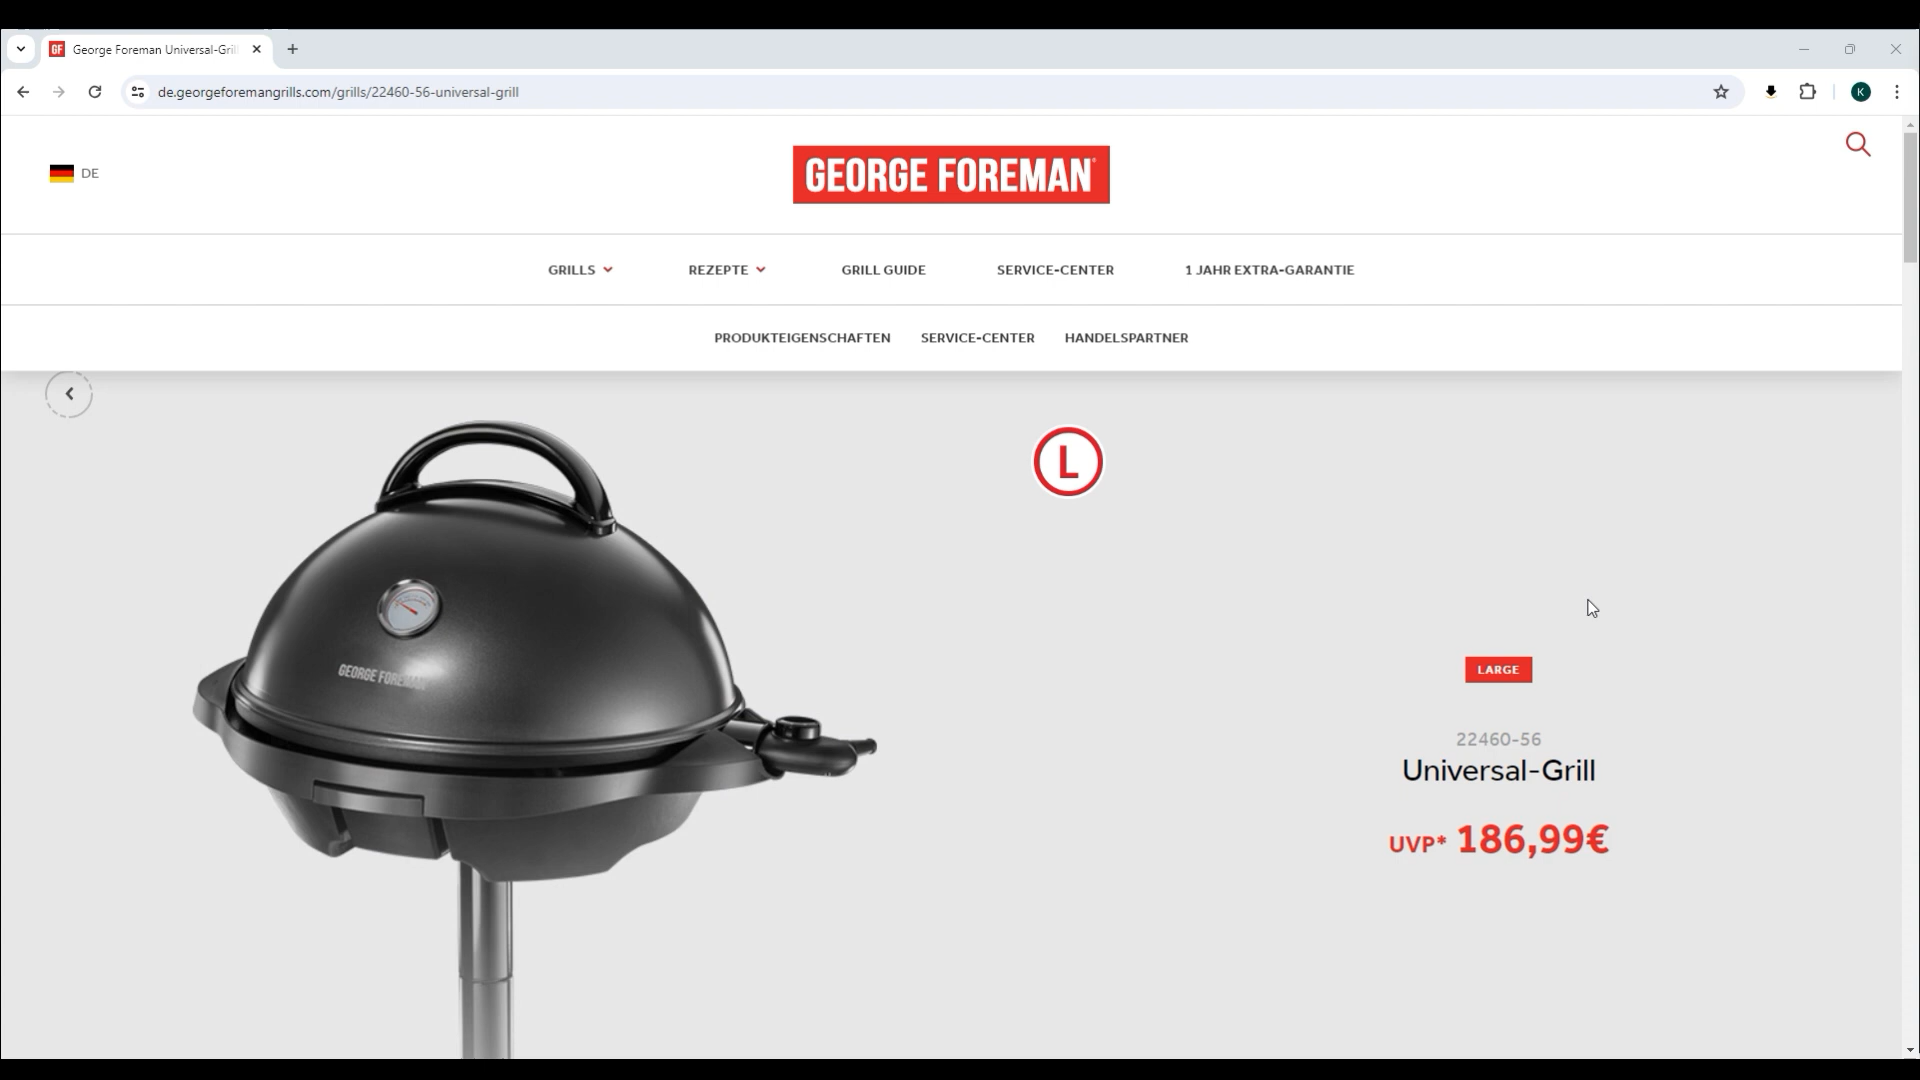 George Foreman Universal-Gril
de.georgeforemangrills.com/grills/22460-56-universal-grill
K
DE
GEORGE FOREMAN
GRILLS
REZEPTE
GRILL GUIDE
SERVICE-CENTER
1 JAHR EXTRA-GARANTIE
PRODUKTEIGENSCHAFTEN
SERVICE-CENTER
HANDELSPARTNER
L
GEORGE FOREMAN
LARGE
22460-56
Universal-Grill
UVP* 186,99€